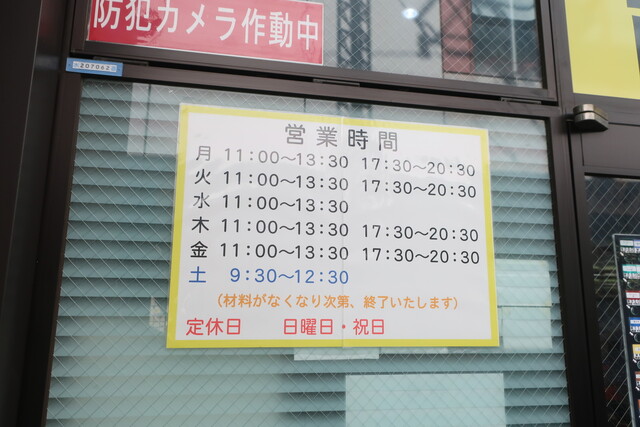 防犯カメラ作動中
207062
営業時間
月 11:00～13:30 17:30～20:30
火 11:00～13:30 17:30～20:30
水 11:00～13:30
木 11:00～13:30 17:30～20:30
金 11:00～13:30 17:30～20:30
土 9:30～12:30
（材料がなくなり次第、終了いたします）
定休日 日曜日・祝日